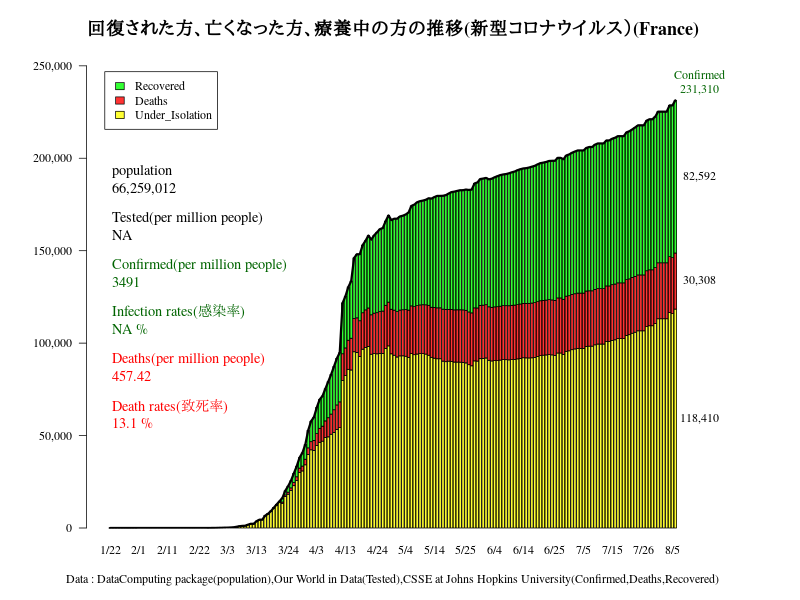 回復された方、亡くなった方、療養中の方の推移(新型コロナウイルス）(France)
250,000
200,000
150,000
100,000
50,000
0
Recovered
Deaths
Under_Isolation
population
66,259,012
Tested(per million people)
NA
Confirmed(per million people)
3491
Infection rates(感染率)
NA %
Deaths(per million people)
457.42
Death rates(致死率)
13.1 %
Confirmed
231,310
82,592
30,308
118,410
1/22 2/1 2/11 2/22 3/3 3/13 3/24 4/3 4/13 4/24 5/4 5/14 5/25 6/4 6/14 6/25 7/5 7/15 7/26 8/5
Data : DataComputing package(population),Our World in Data(Tested),CSSE at Johns Hopkins University(Confirmed,Deaths,Recovered)